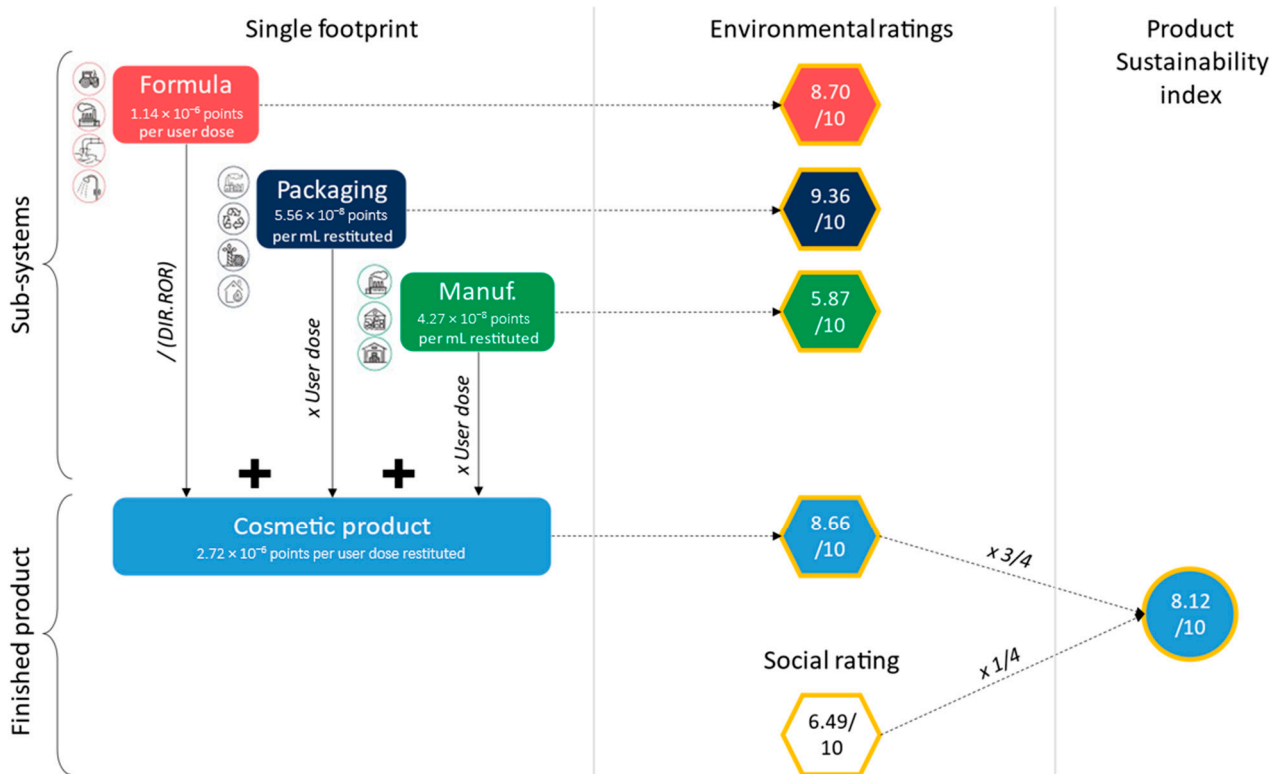 Single footprint
Environmental ratings
Product
Sustainability
index
Sub-systems
Formula
1.14 × 10⁻⁶ points
per user dose
8.70
/10
Packaging
5.56 × 10⁻⁸ points
per mL restituted
9.36
/10
Manuf.
4.27 × 10⁻⁸ points
per mL restituted
5.87
/10
/ (DIR.ROR)
x User dose
x User dose
+
+
Finished product
Cosmetic product
2.72 × 10⁻⁶ points per user dose restituted
8.66
/10
x 3/4
8.12
/10
Social rating
x 1/4
6.49/
10